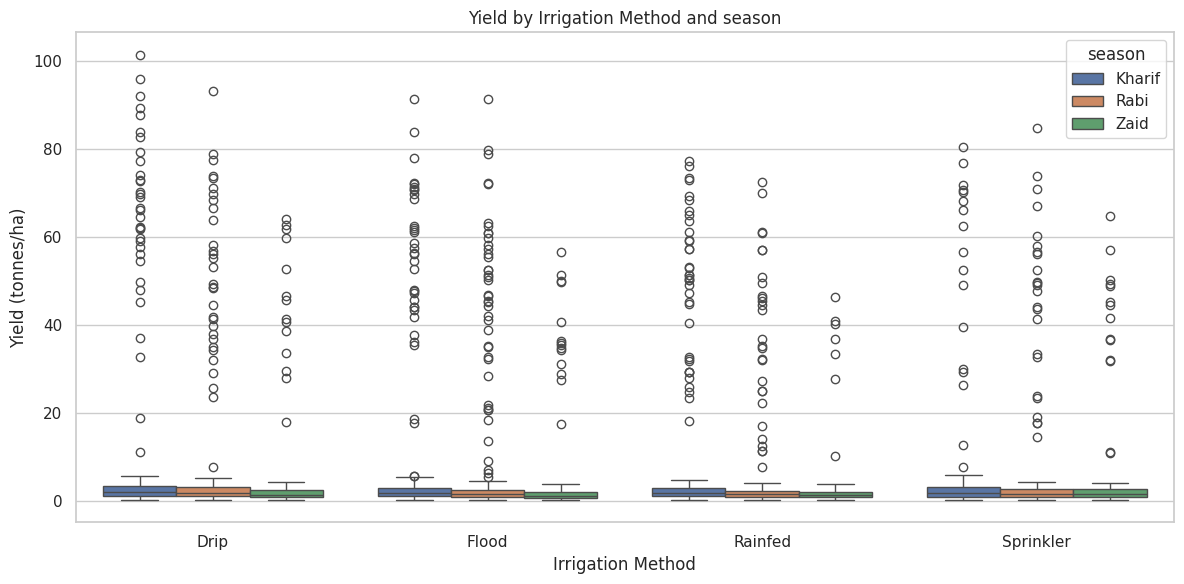 Yield by Irrigation Method and season
season
Kharif
Rabi
Zaid
Yield (tonnes/ha)
100
80
60
40
20
0
Drip
Flood
Rainfed
Sprinkler
Irrigation Method